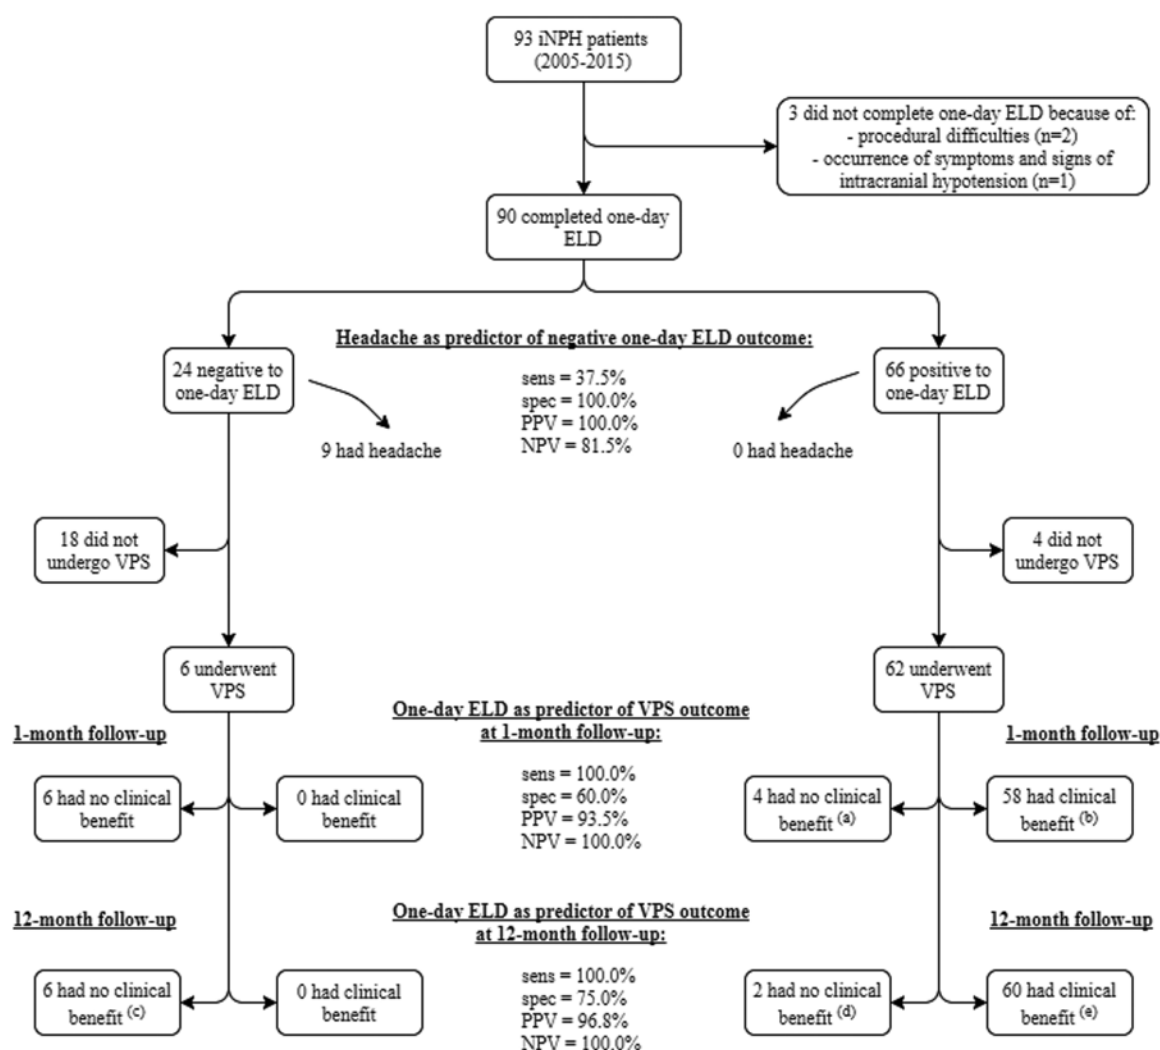 93 iNPH patients
(2005-2015)
3 did not complete one-day ELD because of:
- procedural difficulties (n=2)
- occurrence of symptoms and signs of
intracranial hypotension (n=1)
90 completed one-day
ELD
Headache as predictor of negative one-day ELD outcome:
24 negative to
one-day ELD
sens = 37.5%
spec = 100.0%
PPV = 100.0%
NPV = 81.5%
66 positive to
one-day ELD
9 had headache
0 had headache
18 did not
undergo VPS
4 did not
undergo VPS
6 underwent
VPS
62 underwent
VPS
One-day ELD as predictor of VPS outcome
at 1-month follow-up:
1-month follow-up
1-month follow-up
6 had no clinical
benefit
0 had clinical
benefit
sens = 100.0%
spec = 60.0%
PPV = 93.5%
NPV = 100.0%
4 had no clinical
benefit (a)
58 had clinical
benefit (b)
One-day ELD as predictor of VPS outcome
at 12-month follow-up:
12-month follow-up
12-month follow-up
6 had no clinical
benefit (c)
0 had clinical
benefit
sens = 100.0%
spec = 75.0%
PPV = 96.8%
NPV = 100.0%
2 had no clinical
benefit (d)
60 had clinical
benefit (e)